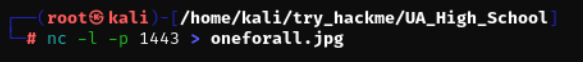 ┌──(root㉿kali)-[/home/kali/try_hackme/UA_High_School]
└─# nc -l -p 1443 > oneforall.jpg